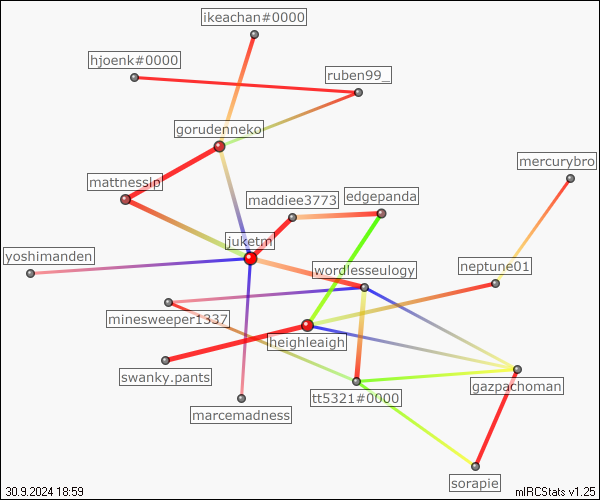 ikeachan#0000
hjoenk#0000
ruben99_
gorudenneko
mercurybro
mattnesslp
maddiee3773
edgepanda
juketm
yoshimanden
wordlesseulogy
neptune01
minesweeper1337
heighleaigh
swanky.pants
gazpachoman
tt5321#0000
marcemadness
sorapie
30.9.2024 18:59
mIRCStats v1.25